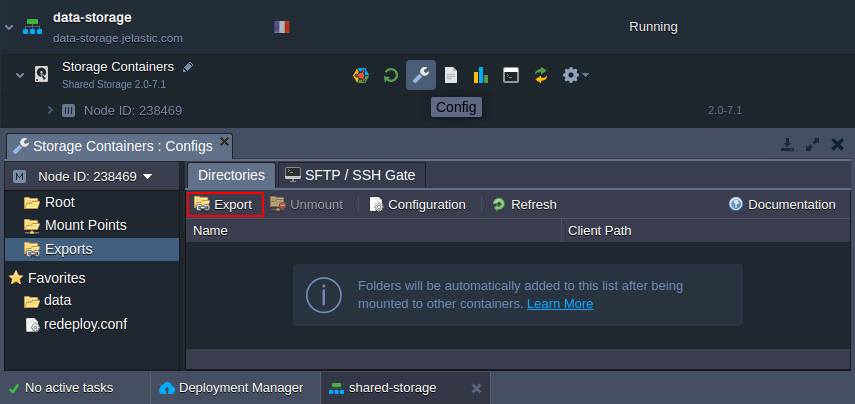 data-storage
data-storage.jelastic.com
Running
Storage Containers
Shared Storage 2.0-7.1
Node ID: 238469
2.0-7.1
Config
Storage Containers : Configs
M Node ID: 238469
Directories
SFTP / SSH Gate
Root
Mount Points
Exports
Favorites
data
redeploy.conf
Export
Unmount
Configuration
Refresh
Documentation
Name
Client Path
Folders will be automatically added to this list after being
mounted to other containers. Learn More
No active tasks
Deployment Manager
shared-storage